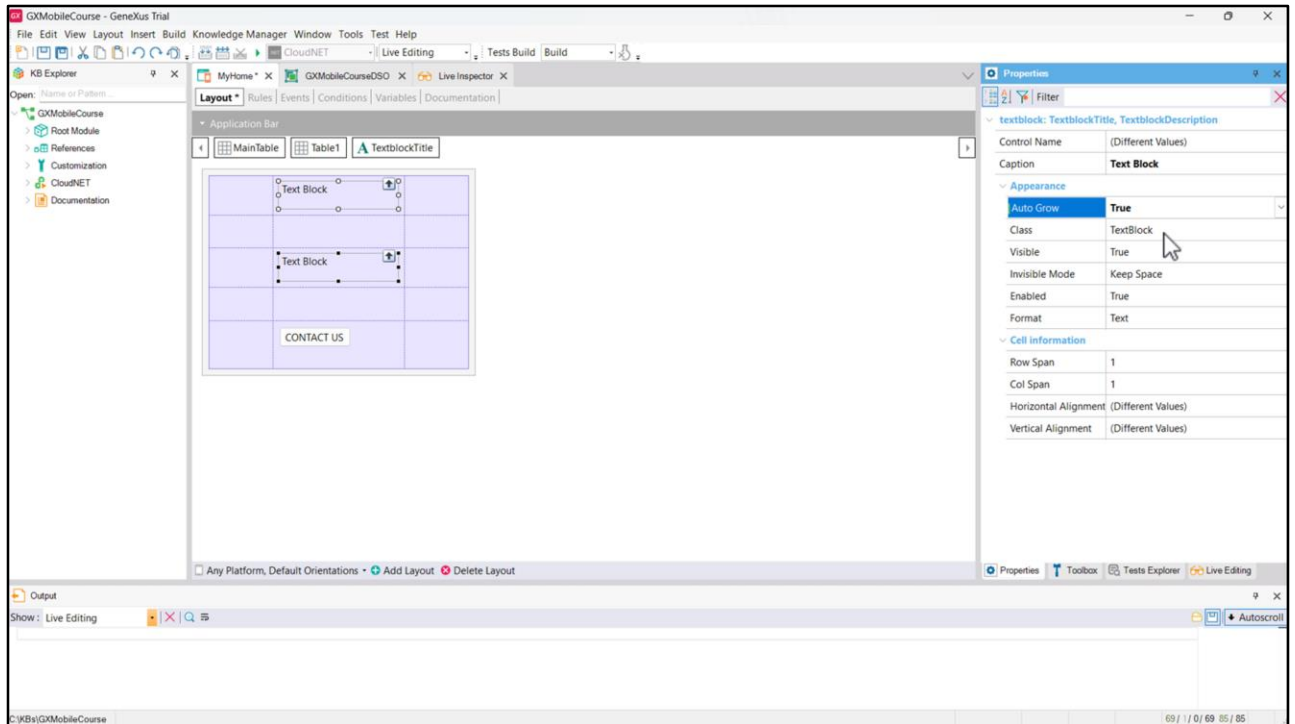 GX GXMobileCourse - GeneXus Trial
File Edit View Layout Insert Build Knowledge Manager Window Tools Test Help
CloudNET Live Editing Tests Build Build
KB Explorer
Open: Name or Pattern...
GXMobileCourse
Root Module
References
Customization
CloudNET
Documentation
MyHome* X GXMobileCourseDSO X Live Inspector X
Layout * Rules Events Conditions Variables Documentation
Application Bar
MainTable Table1 A TextblockTitle
Text Block
Text Block
CONTACT US
Any Platform, Default Orientations Add Layout Delete Layout
Properties
Filter
textblock: TextblockTitle, TextblockDescription
Control Name (Different Values)
Caption Text Block
Appearance
Auto Grow True
Class TextBlock
Visible True
Invisible Mode Keep Space
Enabled True
Format Text
Cell information
Row Span 1
Col Span 1
Horizontal Alignment (Different Values)
Vertical Alignment (Different Values)
Properties Toolbox Tests Explorer Live Editing
Output
Show: Live Editing
Autoscroll
C:\KBs\GXMobileCourse
69 / 1 / 0 / 69 85 / 85